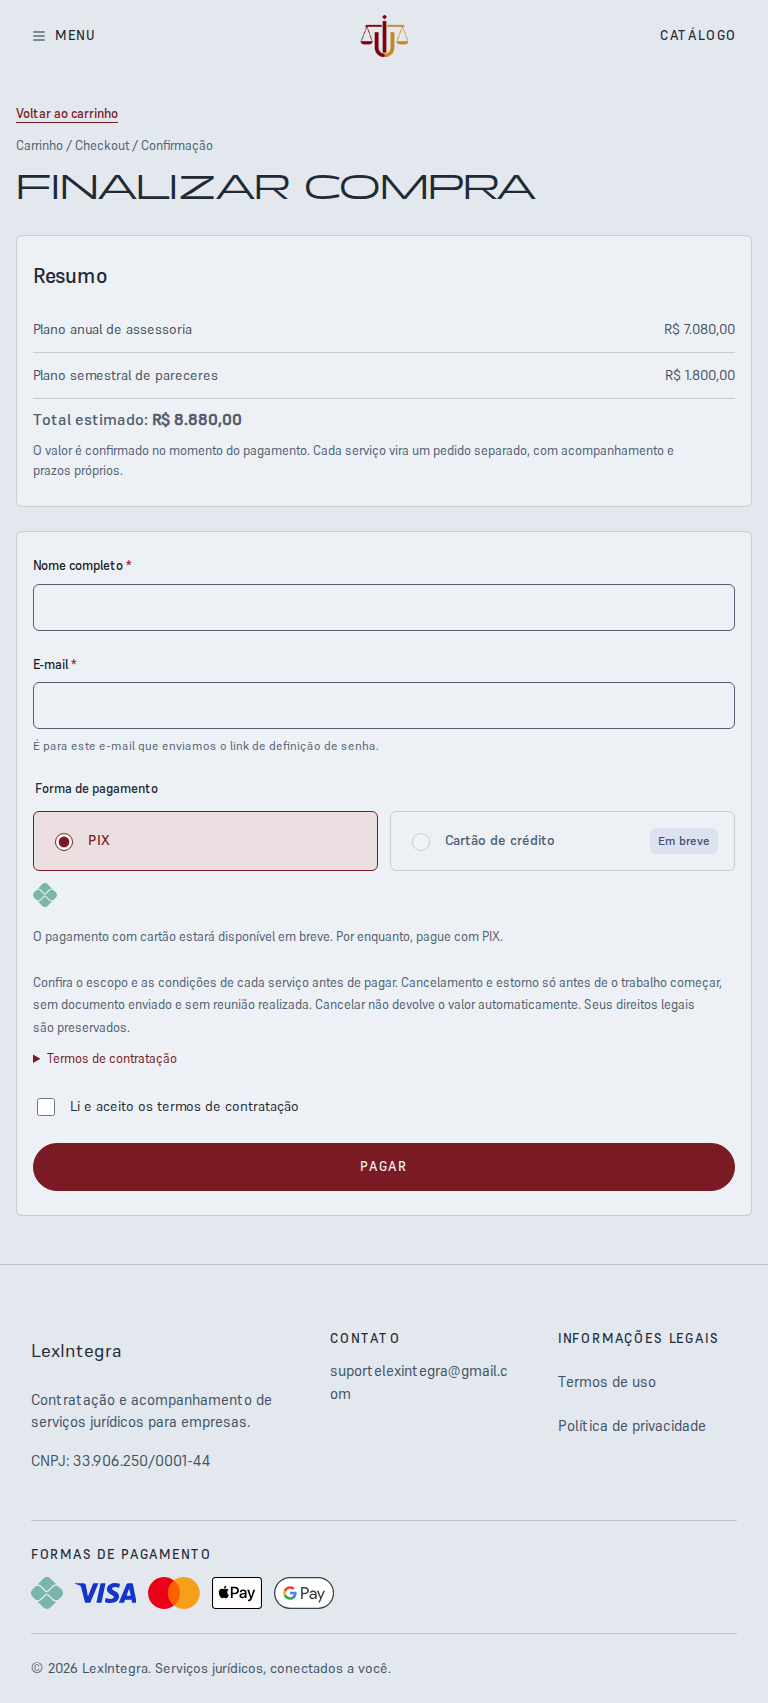 MENU
CATÁLOGO
Voltar ao carrinho
Carrinho / Checkout / Confirmação
FINALIZAR COMPRA
Resumo
Plano anual de assessoria R$ 7.080,00
Plano semestral de pareceres R$ 1.800,00
Total estimado: R$ 8.880,00
O valor é confirmado no momento do pagamento. Cada serviço vira um pedido separado, com acompanhamento e
prazos próprios.
Nome completo *
E-mail *
É para este e-mail que enviamos o link de definição de senha.
Forma de pagamento
PIX
Cartão de crédito
Em breve
O pagamento com cartão estará disponível em breve. Por enquanto, pague com PIX.
Confira o escopo e as condições de cada serviço antes de pagar. Cancelamento e estorno só antes de o trabalho começar,
sem documento enviado e sem reunião realizada. Cancelar não devolve o valor automaticamente. Seus direitos legais
são preservados.
Termos de contratação
Li e aceito os termos de contratação
PAGAR
LexIntegra
Contratação e acompanhamento de
serviços jurídicos para empresas.
CNPJ: 33.906.250/0001-44
CONTATO
suportelexintegra@gmail.c
om
INFORMAÇÕES LEGAIS
Termos de uso
Política de privacidade
FORMAS DE PAGAMENTO
VISA
Pay
G Pay
© 2026 LexIntegra. Serviços jurídicos, conectados a você.